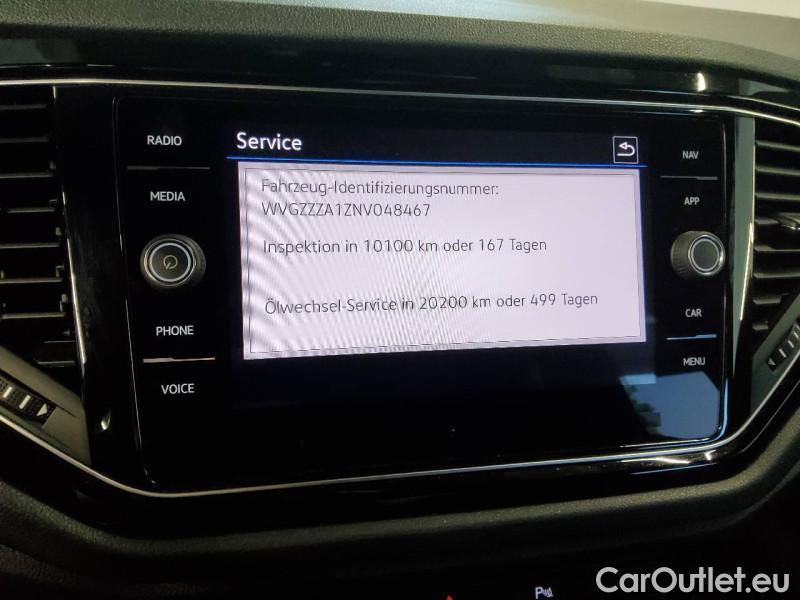 RADIO
MEDIA
PHONE
VOICE
Service
Fahrzeug-Identifizierungsnummer:
WVGZZZA1ZNV048467
Inspektion in 10100 km oder 167 Tagen
Ölwechsel-Service in 20200 km oder 499 Tagen
NAV
APP
CAR
MENU
P
CarOutlet.eu